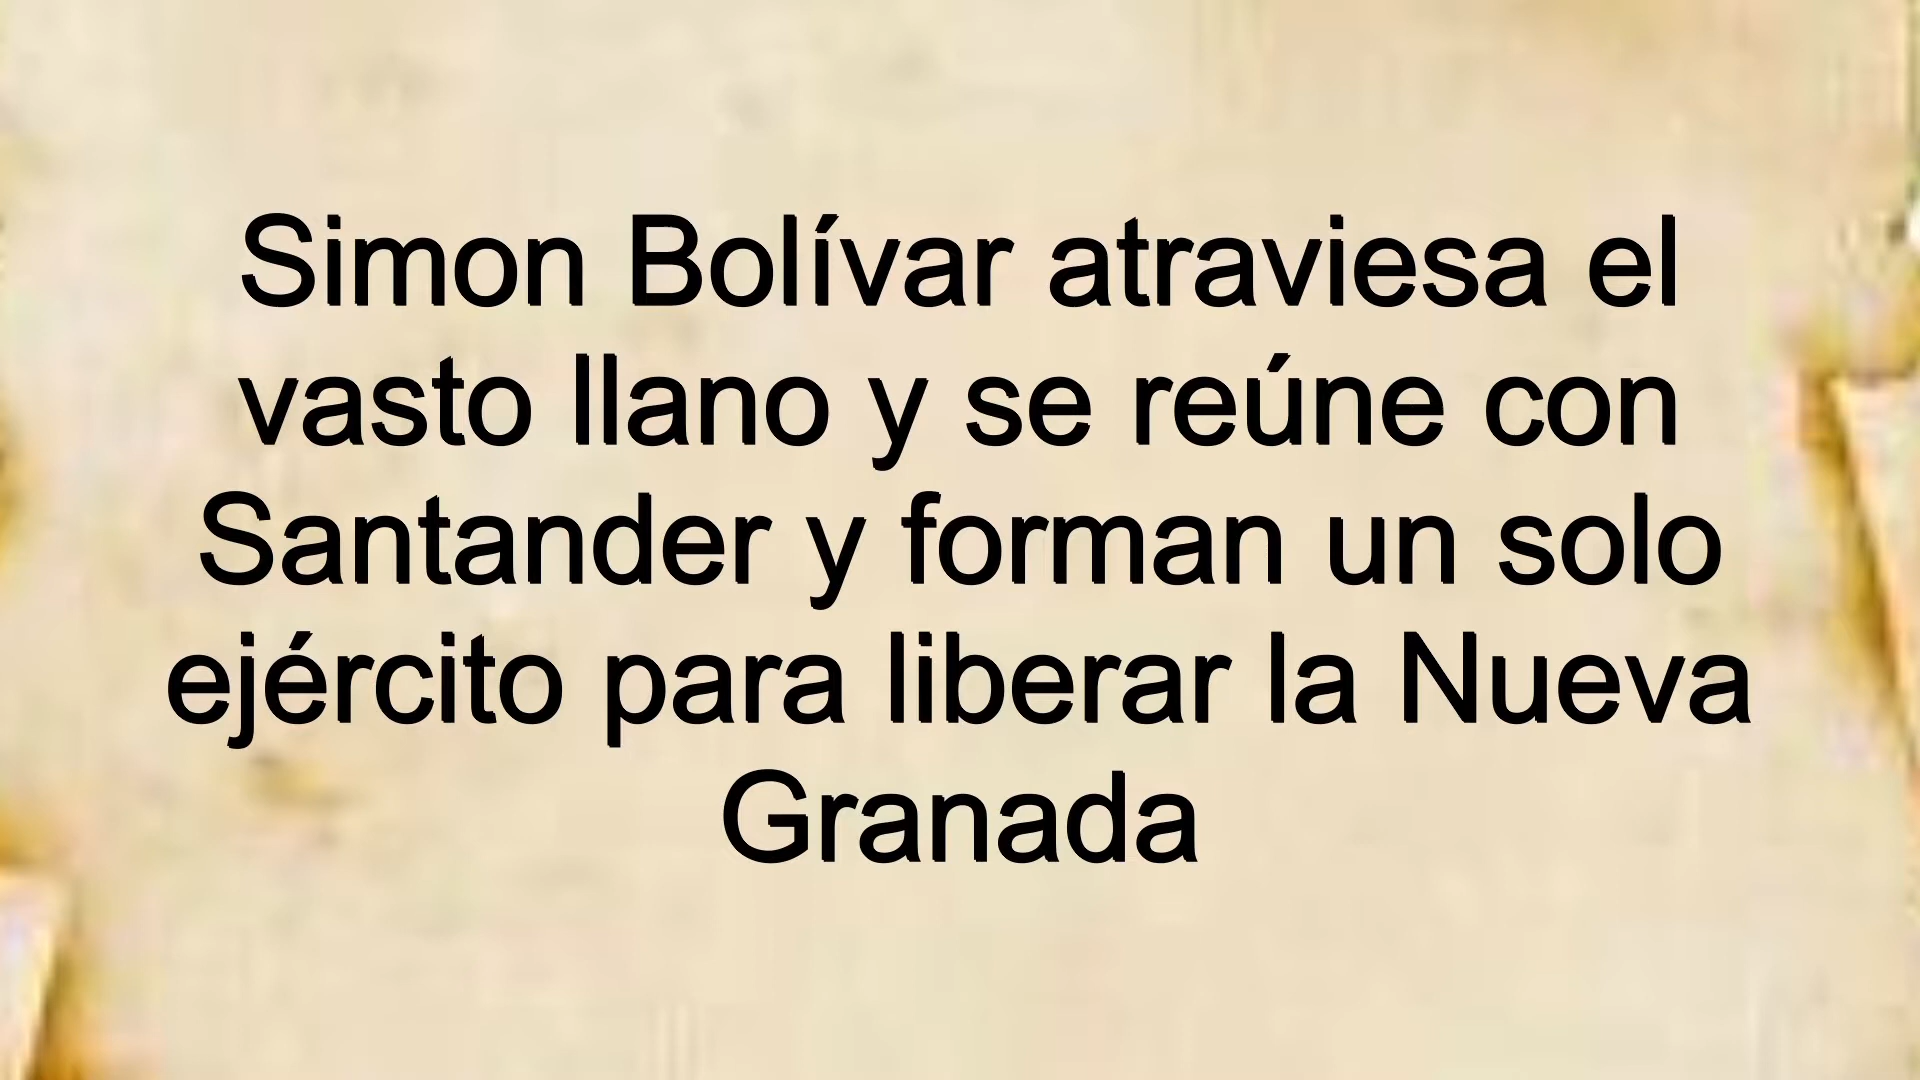 Simon Bolívar atraviesa el
vasto llano y se reúne con
Santander y forman un solo
ejército para liberar la Nueva
Granada